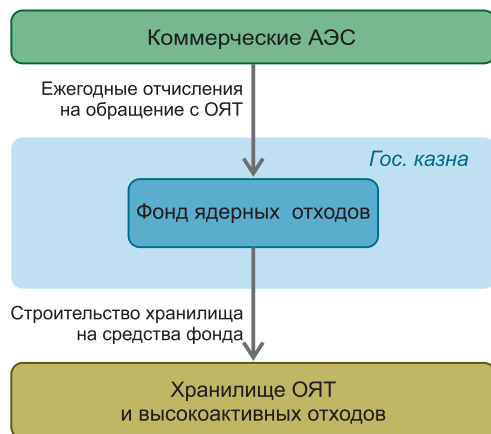 Коммерческие АЭС
Ежегодные отчисления
на обращение с ОЯТ
Гос. казна
Фонд ядерных отходов
Строительство хранилища
на средства фонда
Хранилище ОЯТ
и высокоактивных отходов